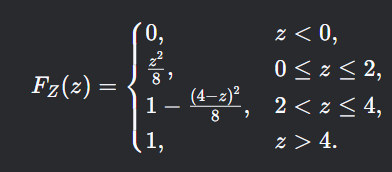 F_Z(z) = { 0, z < 0,
z²/8, 0 ≤ z ≤ 2,
1 − (4−z)²/8, 2 < z ≤ 4,
1, z > 4.